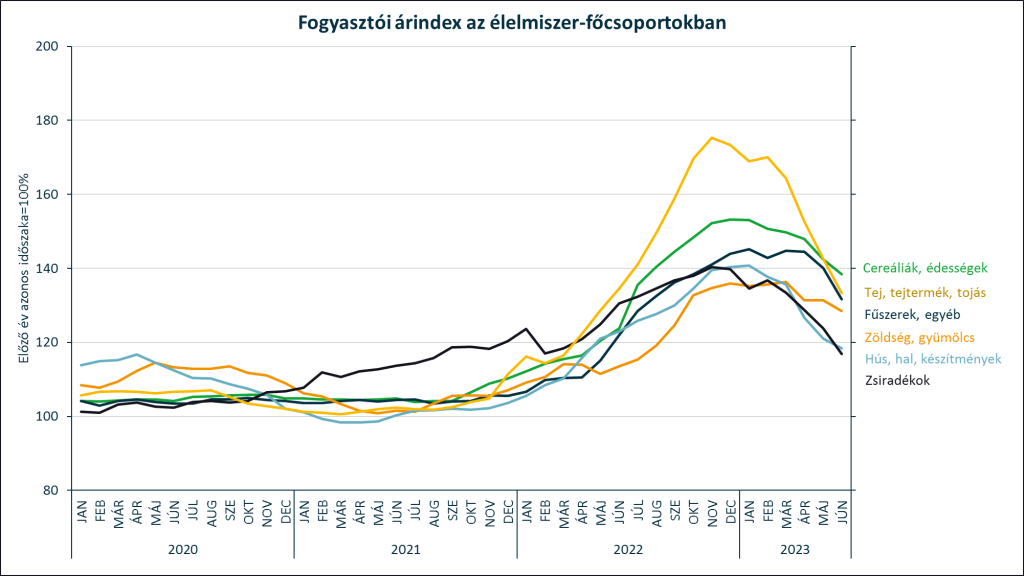 Fogyasztói árindex az élelmiszer-főcsoportokban
Előző év azonos időszaka=100%
200
180
160
140
120
100
80
Cereáliák, édességek
Tej, tejtermék, tojás
Fűszerek, egyéb
Zöldség, gyümölcs
Hús, hal, készítmények
Zsiradékok
JAN FEB MÁR ÁPR MÁJ JÚN JÚL AUG SZE OKT NOV DEC JAN FEB MÁR ÁPR MÁJ JÚN JÚL AUG SZE OKT NOV DEC JAN FEB MÁR ÁPR MÁJ JÚN JÚL AUG SZE OKT NOV DEC JAN FEB MÁR ÁPR MÁJ JÚN
2020 2021 2022 2023